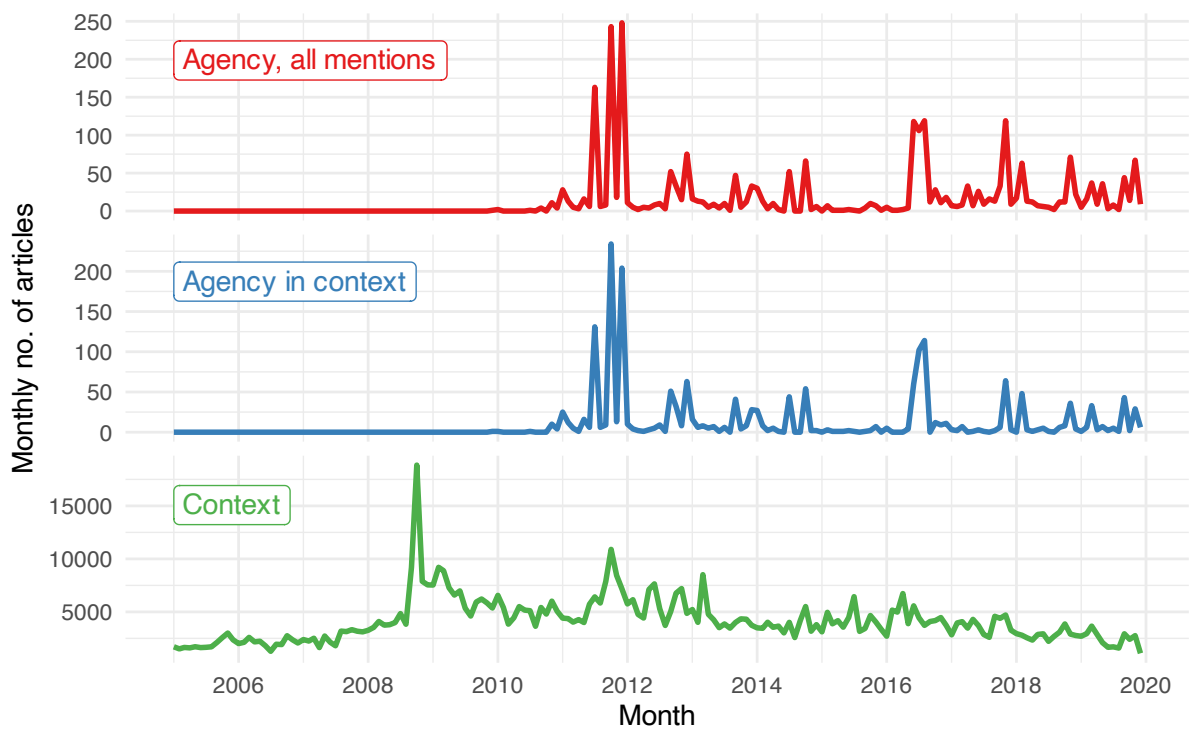 250
200
150
100
50
0
Agency, all mentions
200
150
100
50
0
Agency in context
15000
10000
5000
Context
Monthly no. of articles
2006 2008 2010 2012 2014 2016 2018 2020
Month